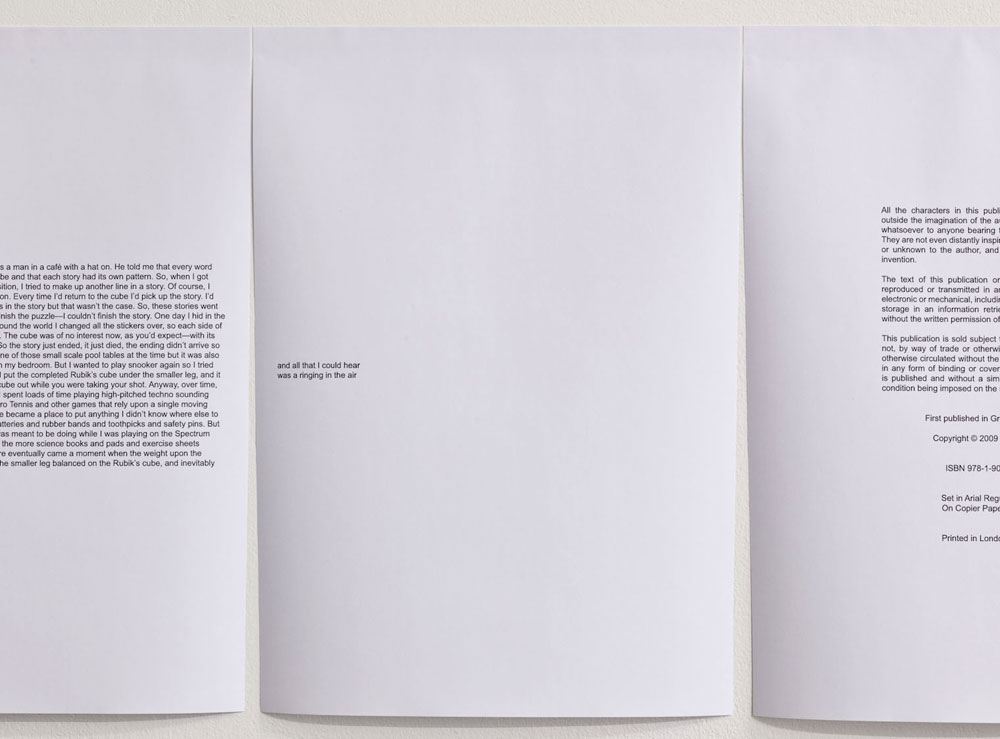 s a man in a café with a hat on. He told me that every word
be and that each story had its own pattern. So, when I got
sition, I tried to make up another line in a story. Of course, I
on. Every time I'd return to the cube I'd pick up the story. I'd
s in the story but that wasn't the case. So, these stories went
nish the puzzle—I couldn't finish the story. One day I hid in the
ound the world I changed all the stickers over, so each side of
. The cube was of no interest now, as you'd expect—with its
So the story just ended, it just died, the ending didn't arrive so
ne of those small scale pool tables at the time but it was also
n my bedroom. But I wanted to play snooker again so I tried
I put the completed Rubik's cube under the smaller leg, and it
cube out while you were taking your shot. Anyway, over time,
I spent loads of time playing high-pitched techno sounding
ro Tennis and other games that rely upon a single moving
e became a place to put anything I didn't know where else to
atteries and rubber bands and toothpicks and safety pins. But
as meant to be doing while I was playing on the Spectrum
the more science books and pads and exercise sheets
re eventually came a moment when the weight upon the
he smaller leg balanced on the Rubik's cube, and inevitably
and all that I could hear
was a ringing in the air
All the characters in this publi
outside the imagination of the a
whatsoever to anyone bearing
They are not even distantly inspi
or unknown to the author, and
invention.
The text of this publication or
reproduced or transmitted in a
electronic or mechanical, includi
storage in an information retri
without the written permission of
This publication is sold subject
not, by way of trade or otherwi
otherwise circulated without the
in any form of binding or cover
is published and without a sim
condition being imposed on the
First published in Gr
Copyright © 2009
ISBN 978-1-90
Set in Arial Reg
On Copier Pape
Printed in Londo